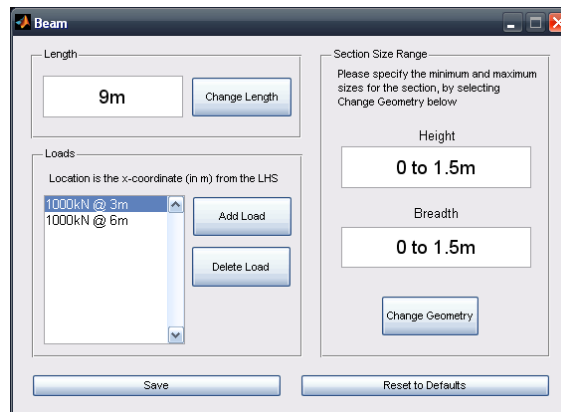 Beam
Length
9m
Change Length
Loads
Location is the x-coordinate (in m) from the LHS
1000kN @ 3m
1000kN @ 6m
Add Load
Delete Load
Section Size Range
Please specify the minimum and maximum
sizes for the section, by selecting
Change Geometry below
Height
0 to 1.5m
Breadth
0 to 1.5m
Change Geometry
Save
Reset to Defaults